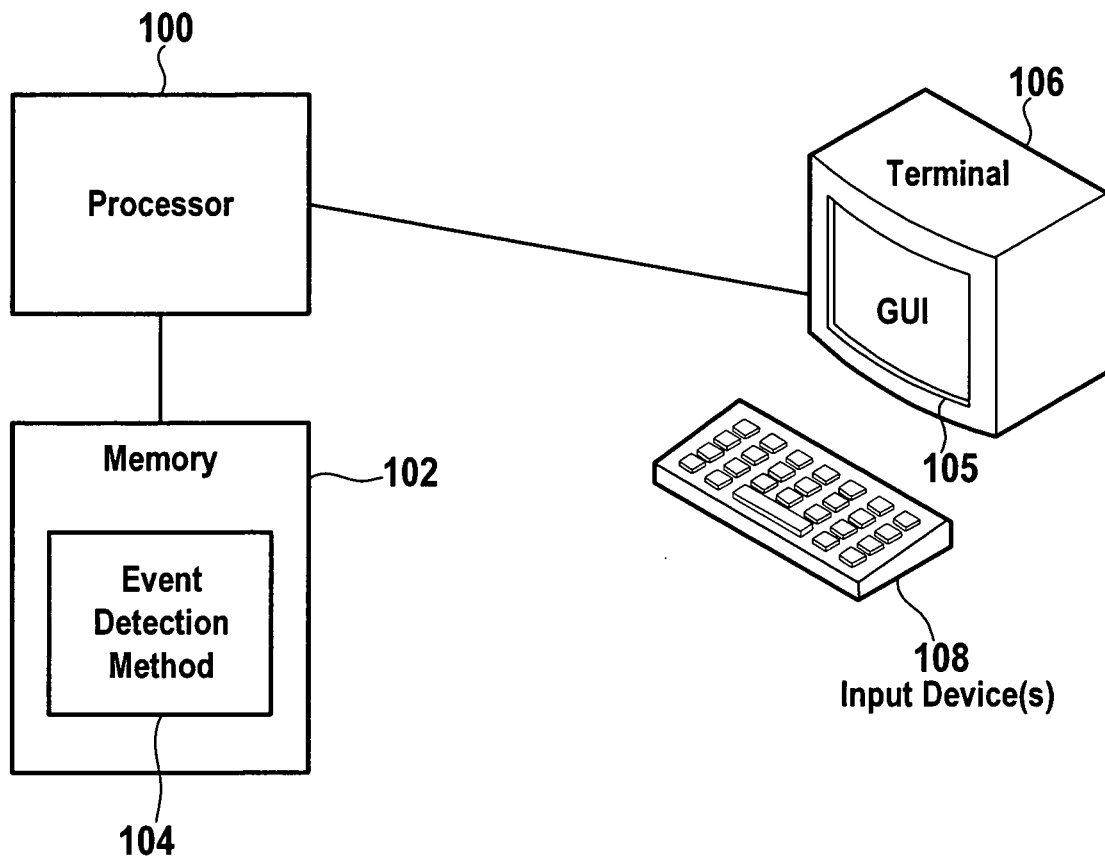 100
Processor
106
Terminal
GUI
105
Memory
102
Event
Detection
Method
104
108
Input Device(s)